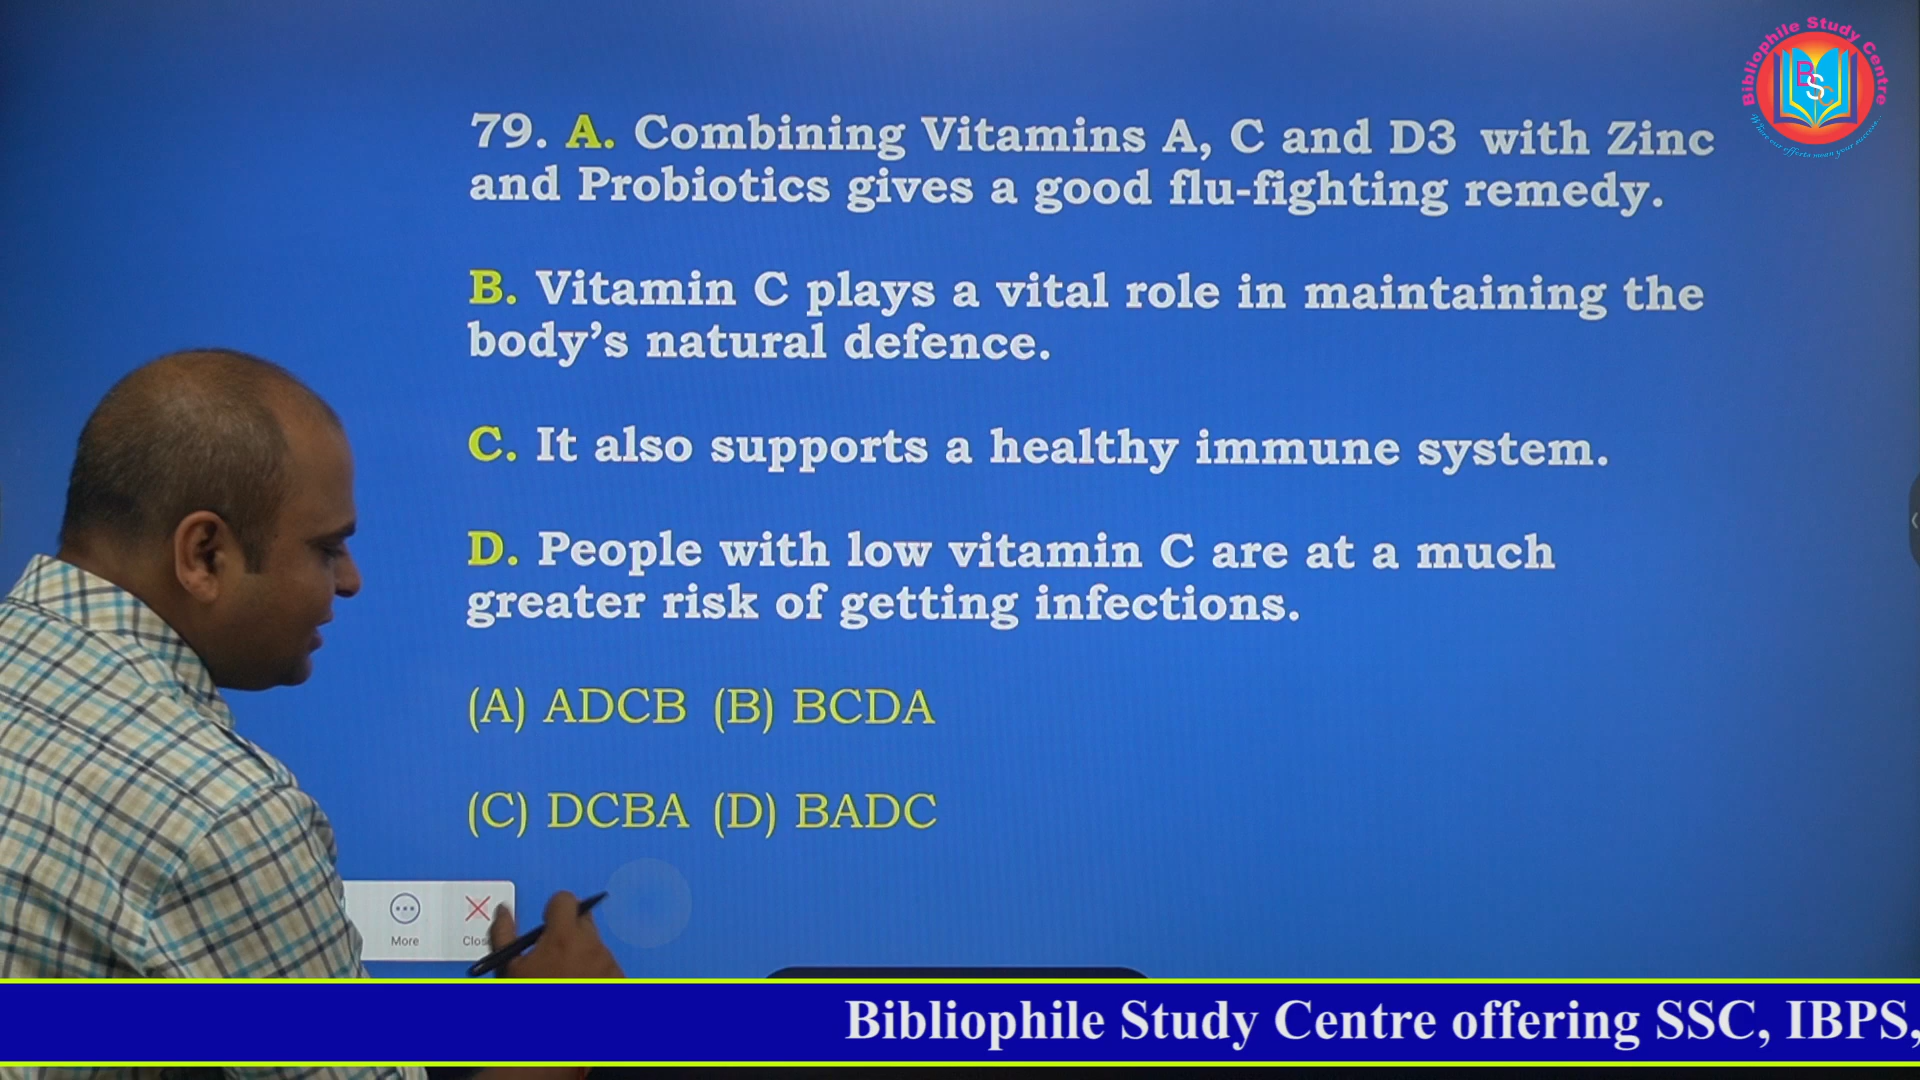 Bibliophile Study Centre
BSC
79. A. Combining Vitamins A, C and D3 with Zinc
and Probiotics gives a good flu-fighting remedy.
B. Vitamin C plays a vital role in maintaining the
body’s natural defence.
C. It also supports a healthy immune system.
D. People with low vitamin C are at a much
greater risk of getting infections.
(A) ADCB (B) BCDA
(C) DCBA (D) BADC
More
Clos
Bibliophile Study Centre offering SSC, IBPS,